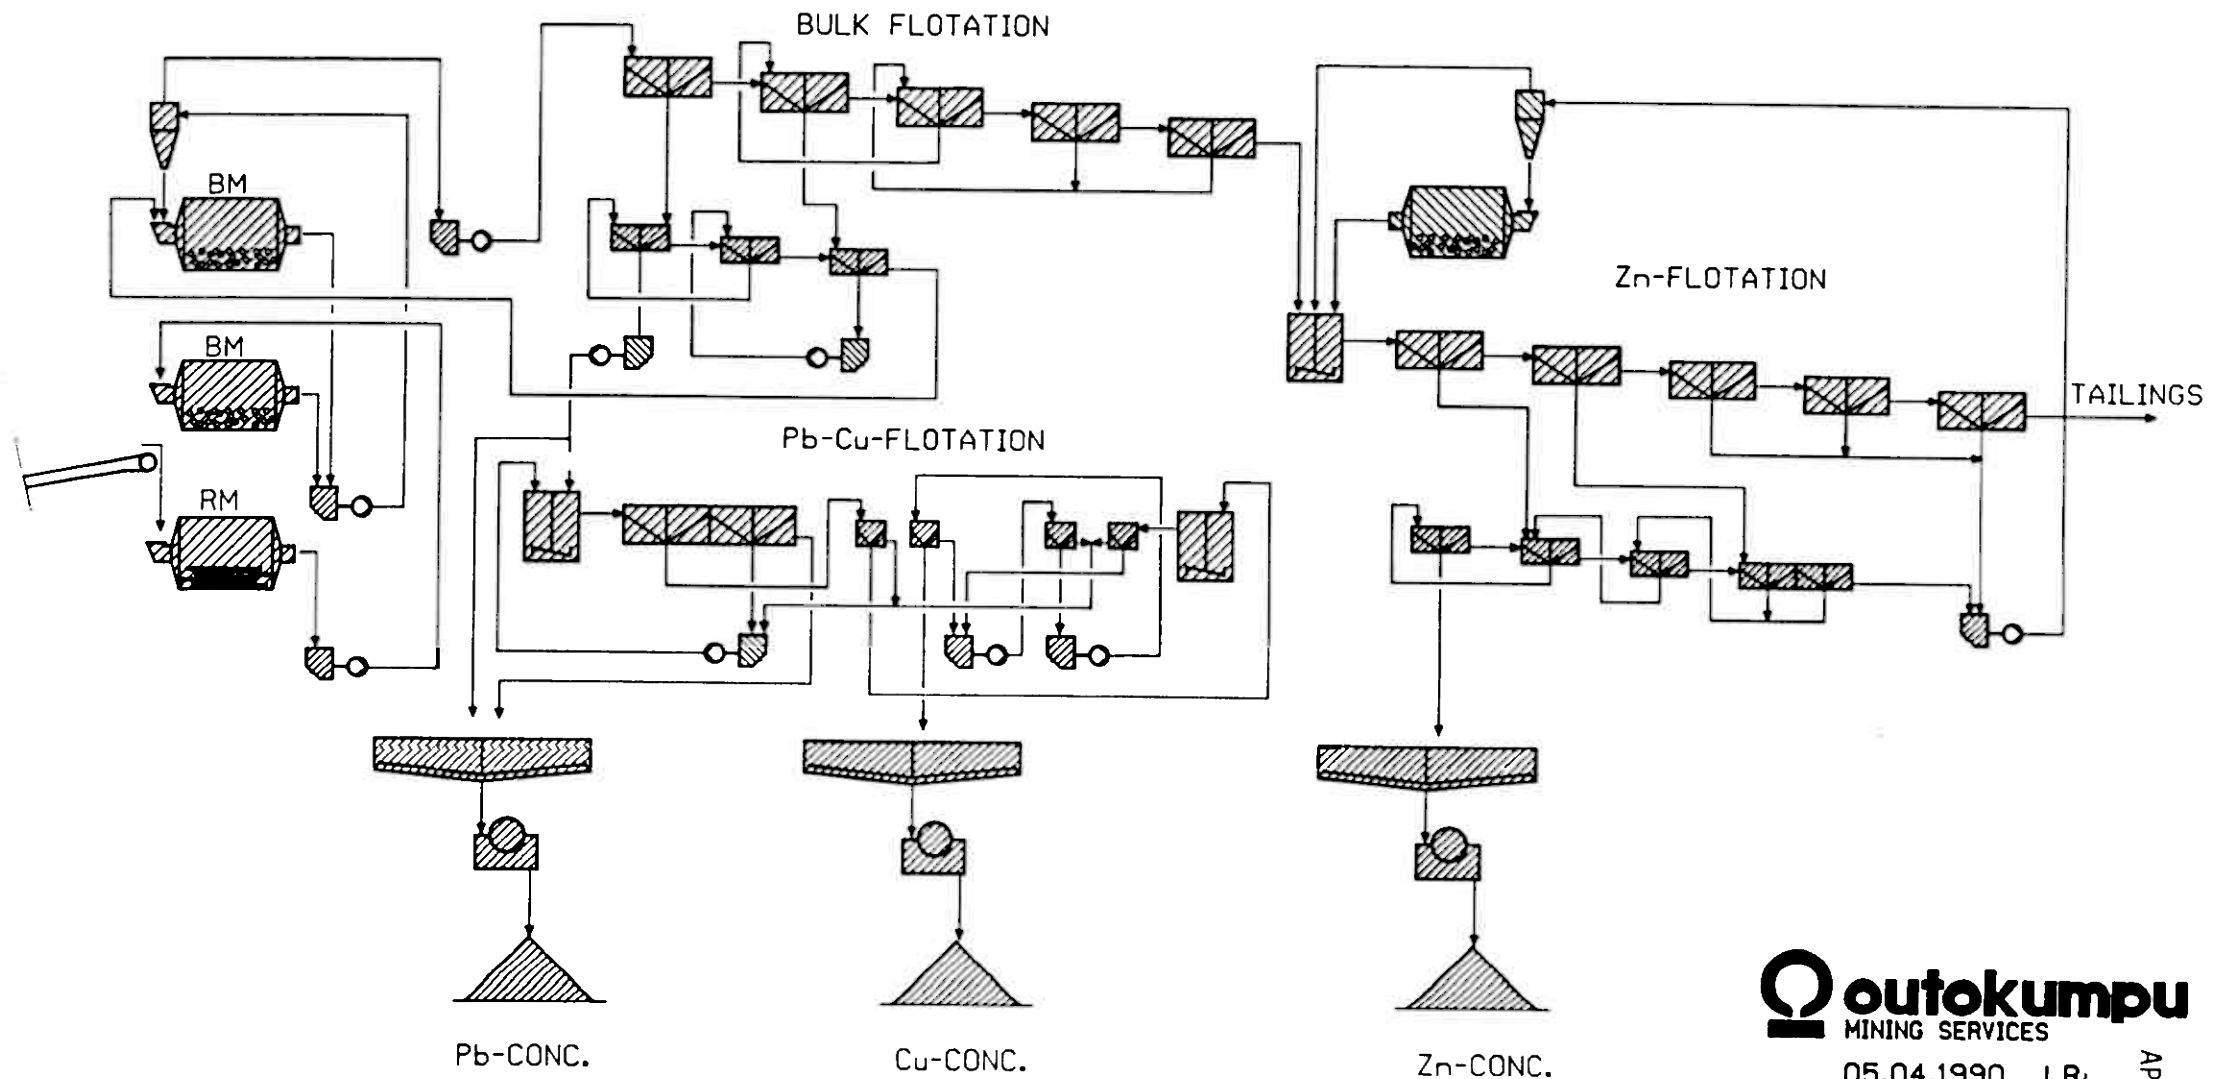 BULK FLOTATION
BM
Zn-FLOTATION
BM
TAILINGS
Pb-Cu-FLOTATION
RM
outokumpu
MINING SERVICES
Pb-CONC.
Cu-CONC.
Zn-CONC.
05.04.1990
AP